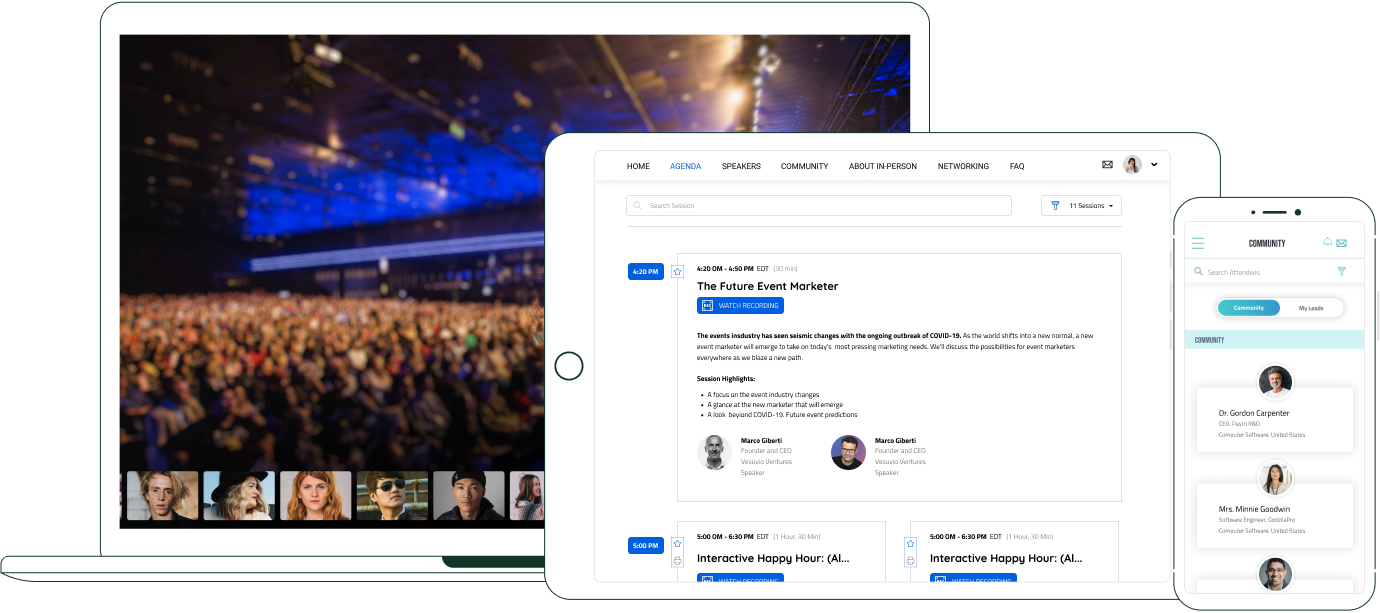 HOME AGENDA SPEAKERS COMMUNITY ABOUT IN-PERSON NETWORKING FAQ
Search Session
11 Sessions
4:20 PM
4:20 OM - 4:50 PM EDT (30 min)
The Future Event Marketer
REC WATCH RECORDING
The events insdustry has seen seismic changes with the ongoing outbreak of COVID-19. As the world shifts into a new normal, a new
event marketer will emerge to take on today's most pressing marketing needs. We'll discuss the possibilities for event marketers
everywhere as we blaze a new path.
Session Highlights:
• A focus on the event industry changes
• A glance at the new marketer that will emerge
• A look beyond COVID-19. Future event predictions
Marco Giberti
Founder and CEO
Vesuvio Ventures
Speaker
Marco Giberti
Founder and CEO
Vesuvio Ventures
Speaker
5:00 PM
5:00 OM - 6:30 PM EDT (1 Hour, 30 Min)
Interactive Happy Hour: (Al...
WATCH RECORDING
5:00 OM - 6:30 PM EDT (1 Hour, 30 Min)
Interactive Happy Hour: (Al...
WATCH RECORDING
COMMUNITY
Search Attendees
Community My Leads
COMMUNITY
Dr. Gordon Carpenter
CEO, Pastri R&D
Computer Software, United States
Mrs. Minnie Goodwin
Software Engineer, GodzilaPro
Computer Software, United States